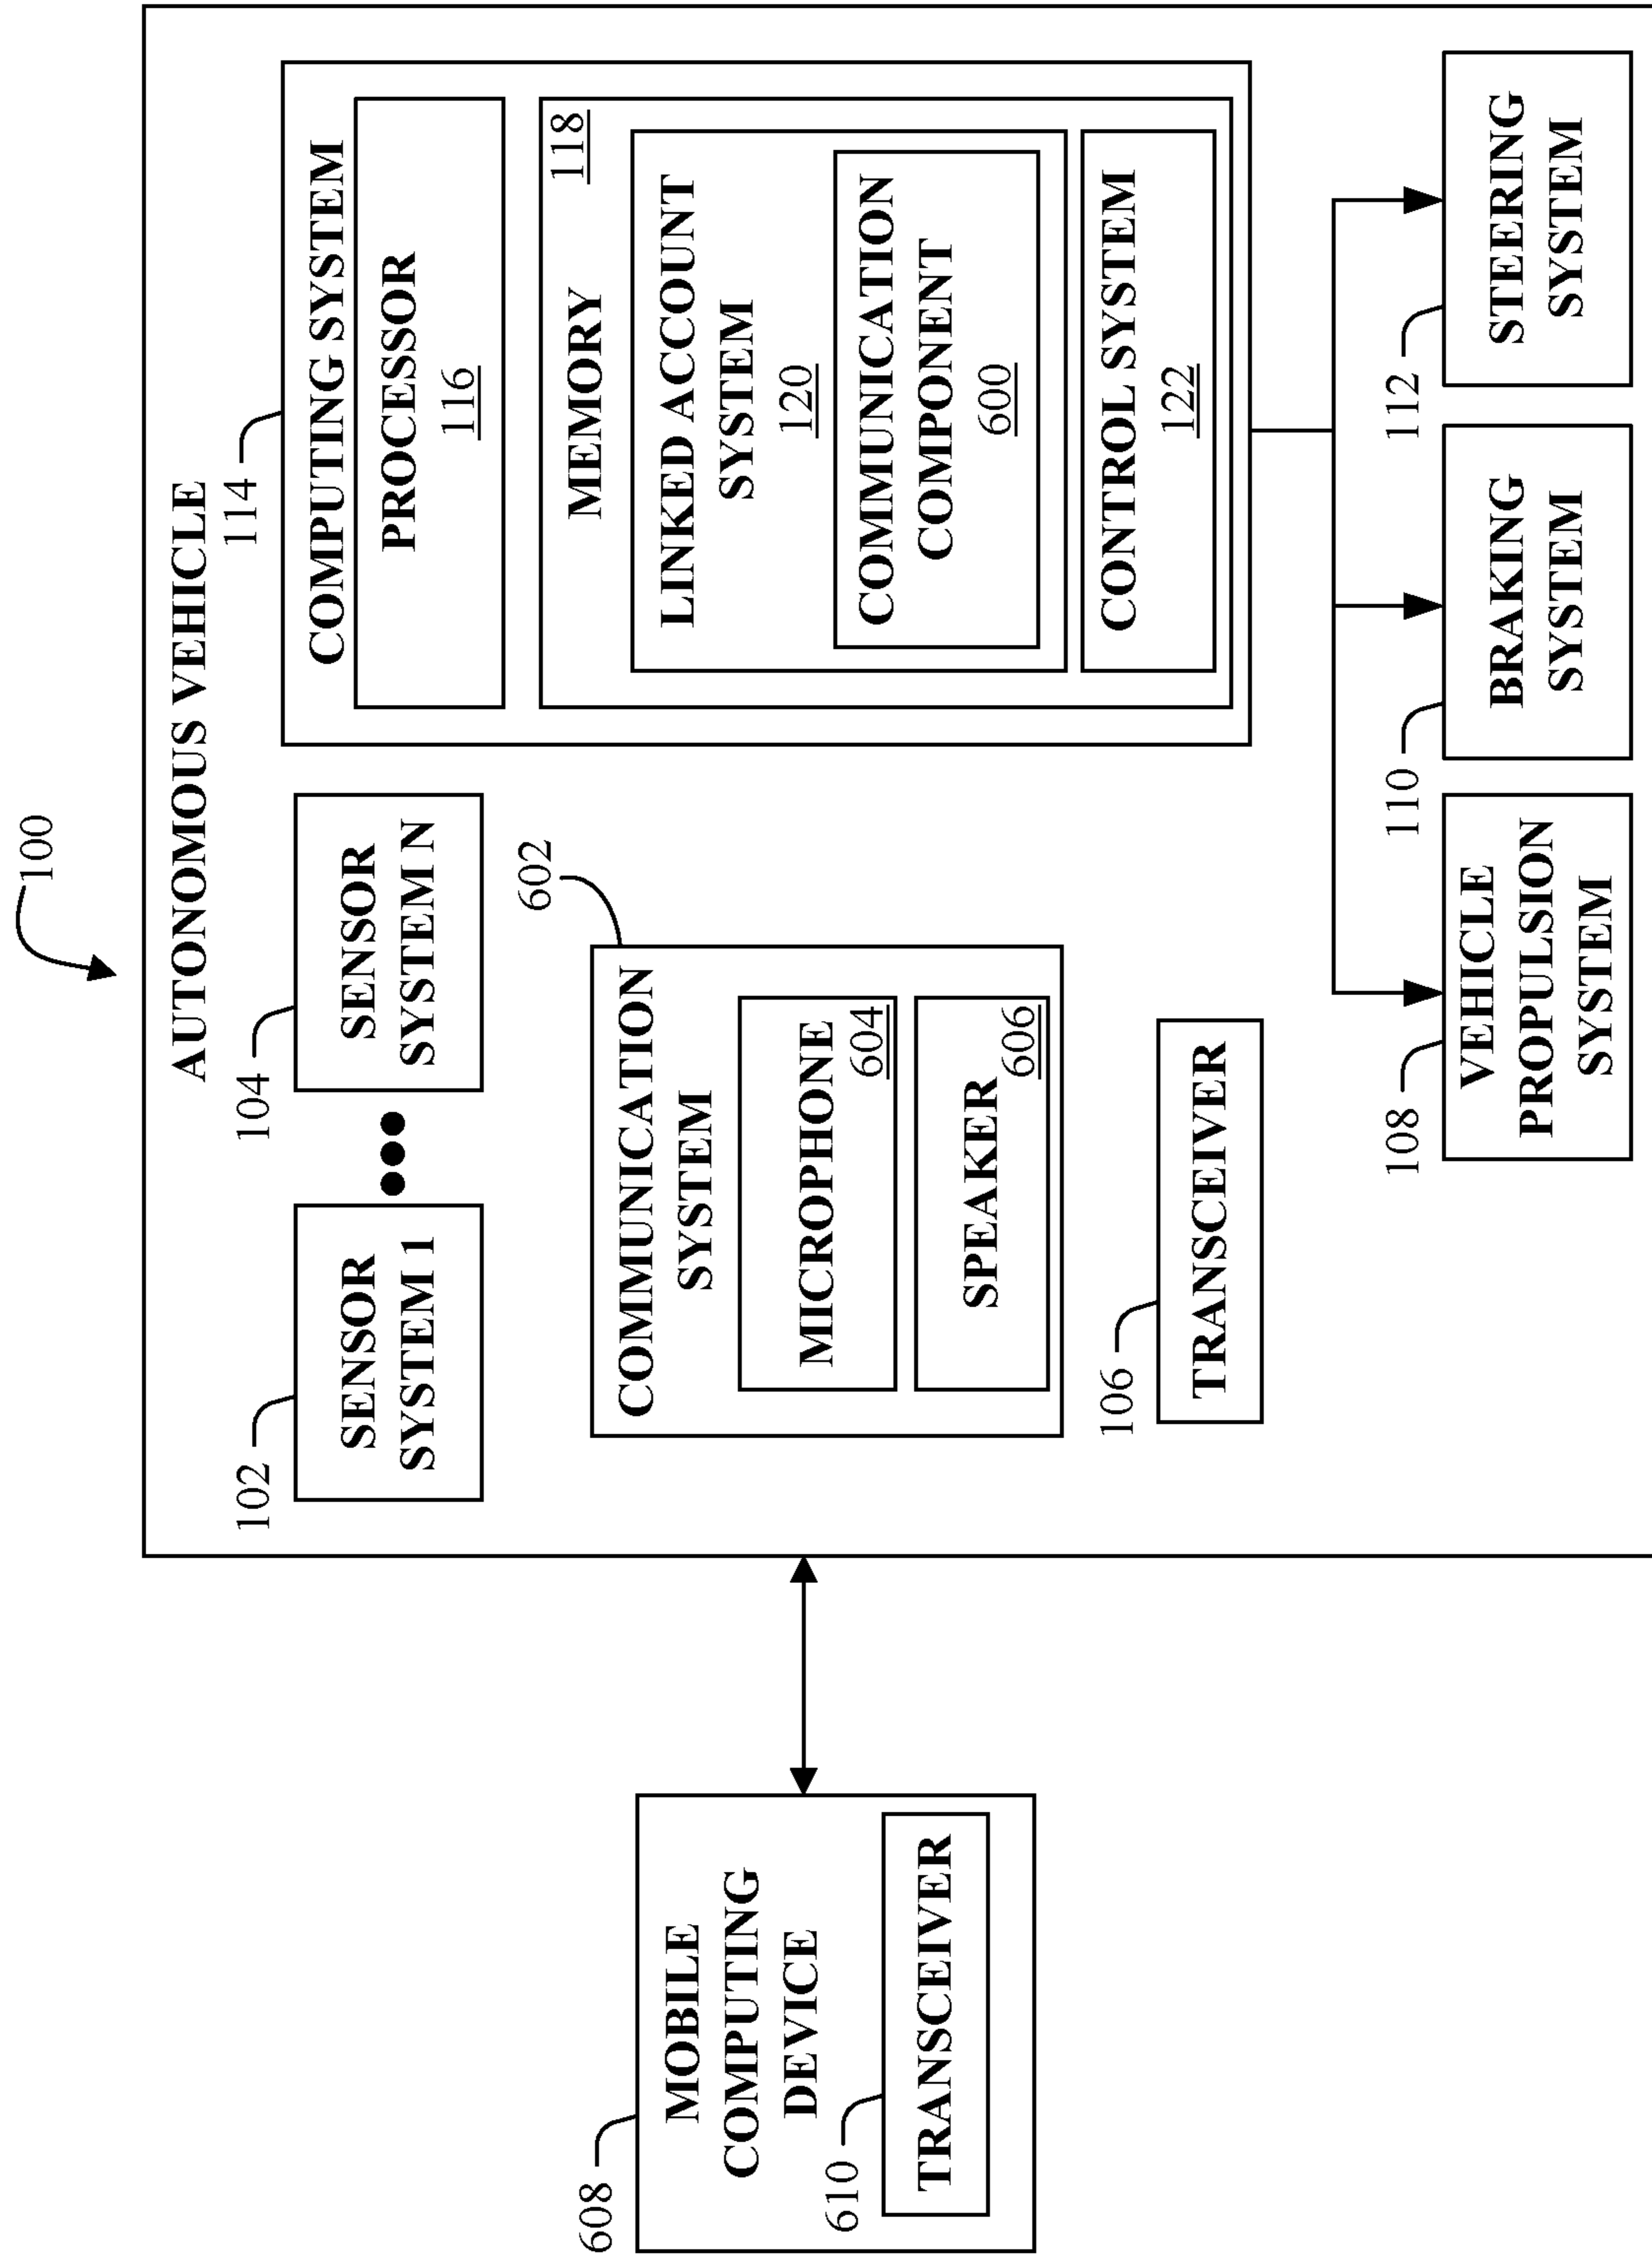 100
AUTONOMOUS VEHICLE
102
SENSOR
SYSTEM 1
104
SENSOR
SYSTEM N
114
COMPUTING SYSTEM
PROCESSOR
116
MEMORY
118
LINKED ACCOUNT
SYSTEM
120
COMMUNICATION
COMPONENT
600
CONTROL SYSTEM
122
602
COMMUNICATION
SYSTEM
MICROPHONE
604
SPEAKER
606
106
TRANSCEIVER
608
MOBILE
COMPUTING
DEVICE
610
TRANSCEIVER
108
VEHICLE
PROPULSION
SYSTEM
110
BRAKING
SYSTEM
112
STEERING
SYSTEM